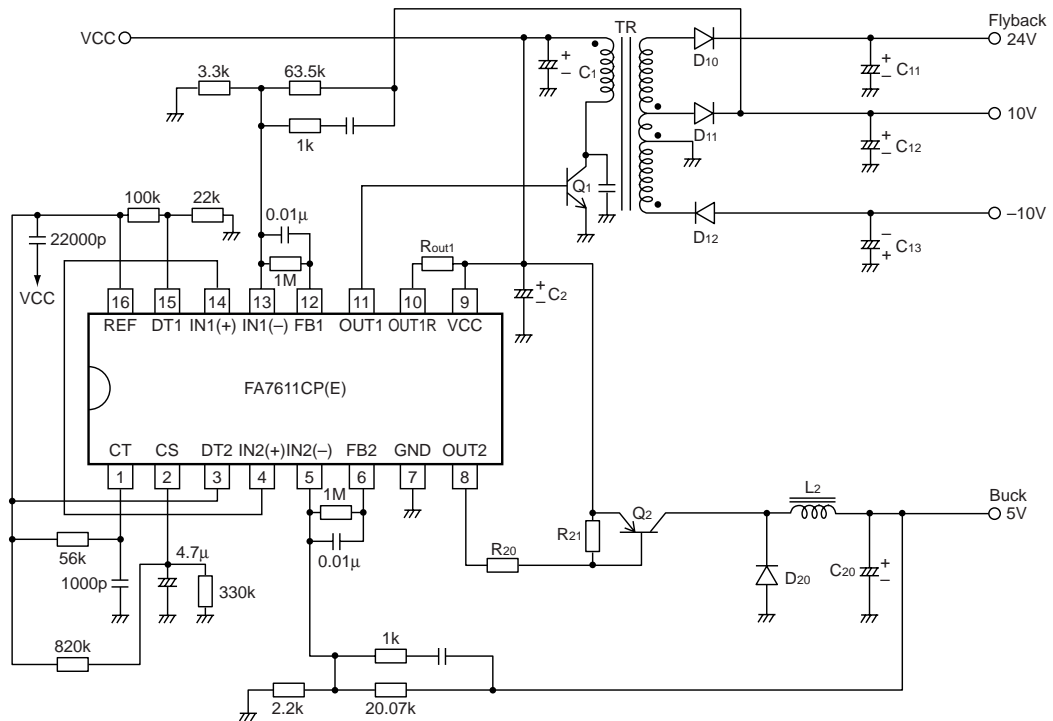 Flyback
VCC
TR
24V
+
−
C1
D10
+
−
C11
3.3k
63.5k
10V
D11
+
−
C12
1k
Q1
100k
22k
0.01µ
−10V
D12
−
+
C13
22000p
Rout1
1M
+
−
C2
VCC
16
15
14
13
12
11
10
9
REF
DT1
IN1(+)
IN1(−)
FB1
OUT1
OUT1R
VCC
FA7611CP(E)
CT
CS
DT2
IN2(+)
IN2(−)
FB2
GND
OUT2
1
2
3
4
5
6
7
8
L2
Buck
1M
Q2
5V
R21
56k
4.7µ
0.01µ
R20
D20
C20
+
−
1000p
330k
820k
1k
2.2k
20.07k